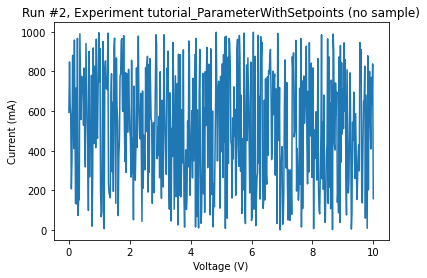 Run #2, Experiment tutorial_ParameterWithSetpoints (no sample)
1000
800
600
400
200
0
Current (mA)
0 2 4 6 8 10
Voltage (V)